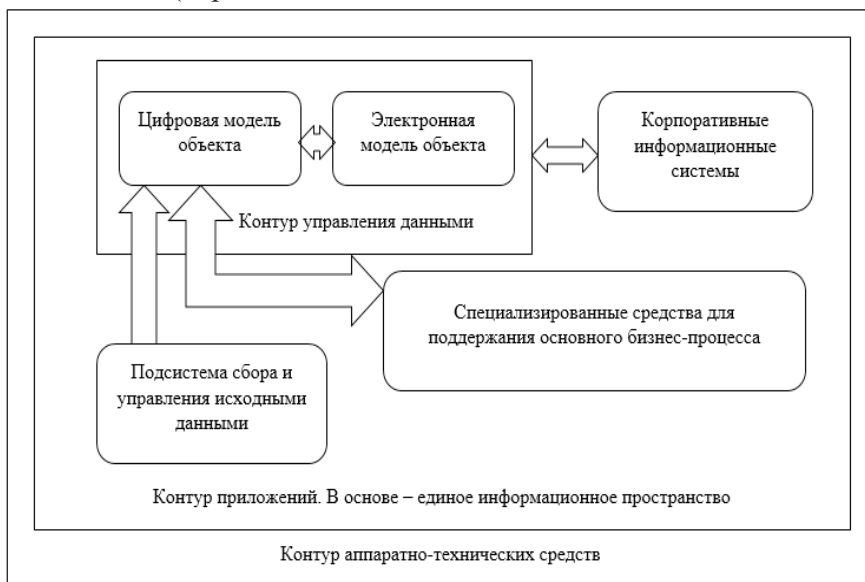 Цифровая модель
объекта
Электронная
модель объекта
Корпоративные
информационные
системы
Контур управления данными
Специализированные средства для
поддержания основного бизнес-процесса
Подсистема сбора и
управления исходными
данными
Контур приложений. В основе – единое информационное пространство
Контур аппаратно-технических средств